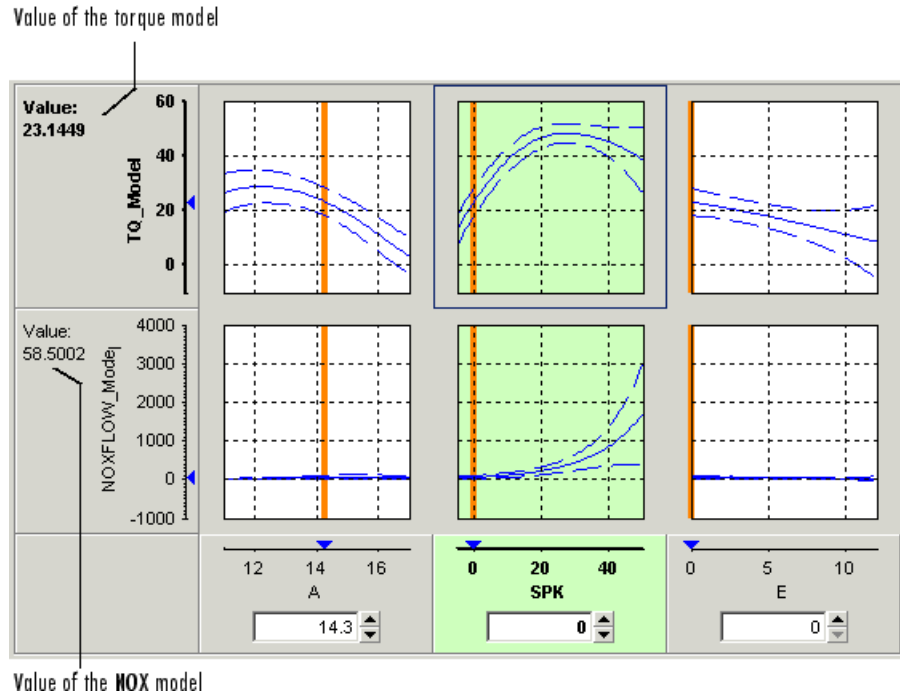 Value of the torque model
Value:
23.1449
TQ_Model
60
40
20
0
Value:
58.5002
NOXFLOW_Model
4000
3000
2000
1000
0
-1000
12 14 16
A
14.3
0 20 40
SPK
0
0 5 10
E
0
Value of the NOX model